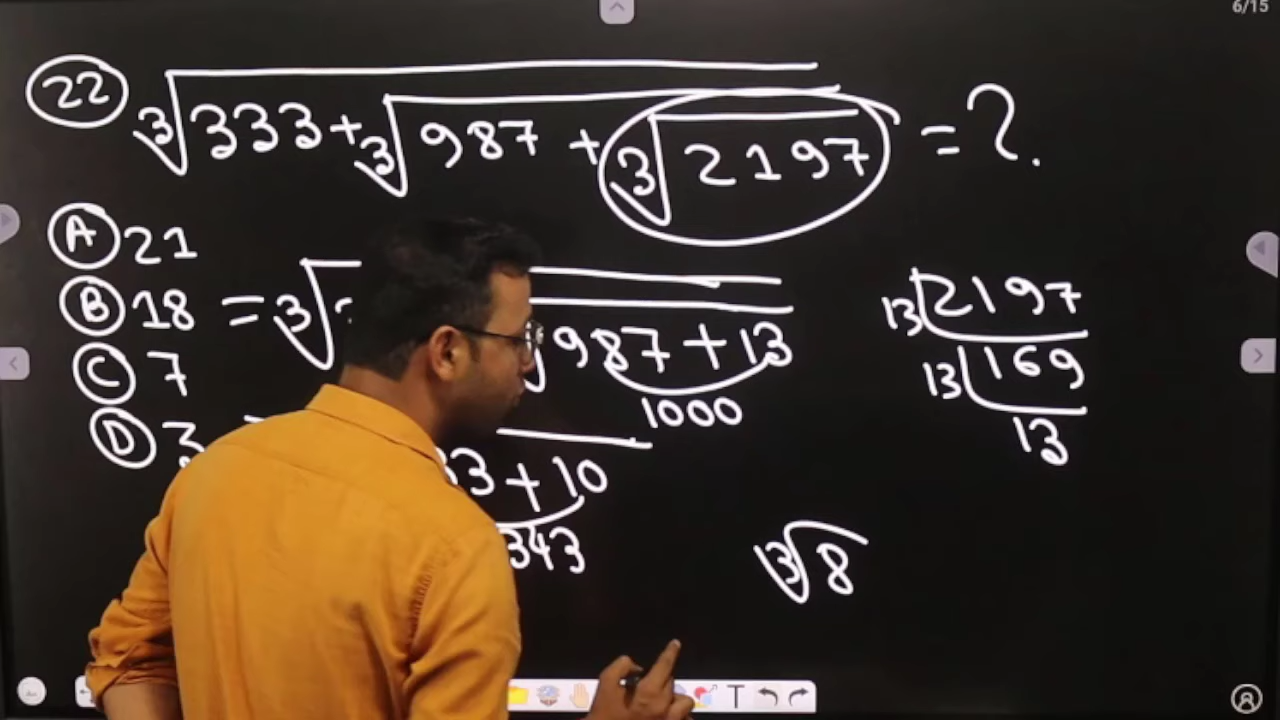 6/15
22 ∛333 + ∛987 + ∛2197 = ?
A 21
B 18 = ∛ 987 + 13
1000
C 7
D 3 33 + 10
343
13 2197
13 169
13
∛8
T